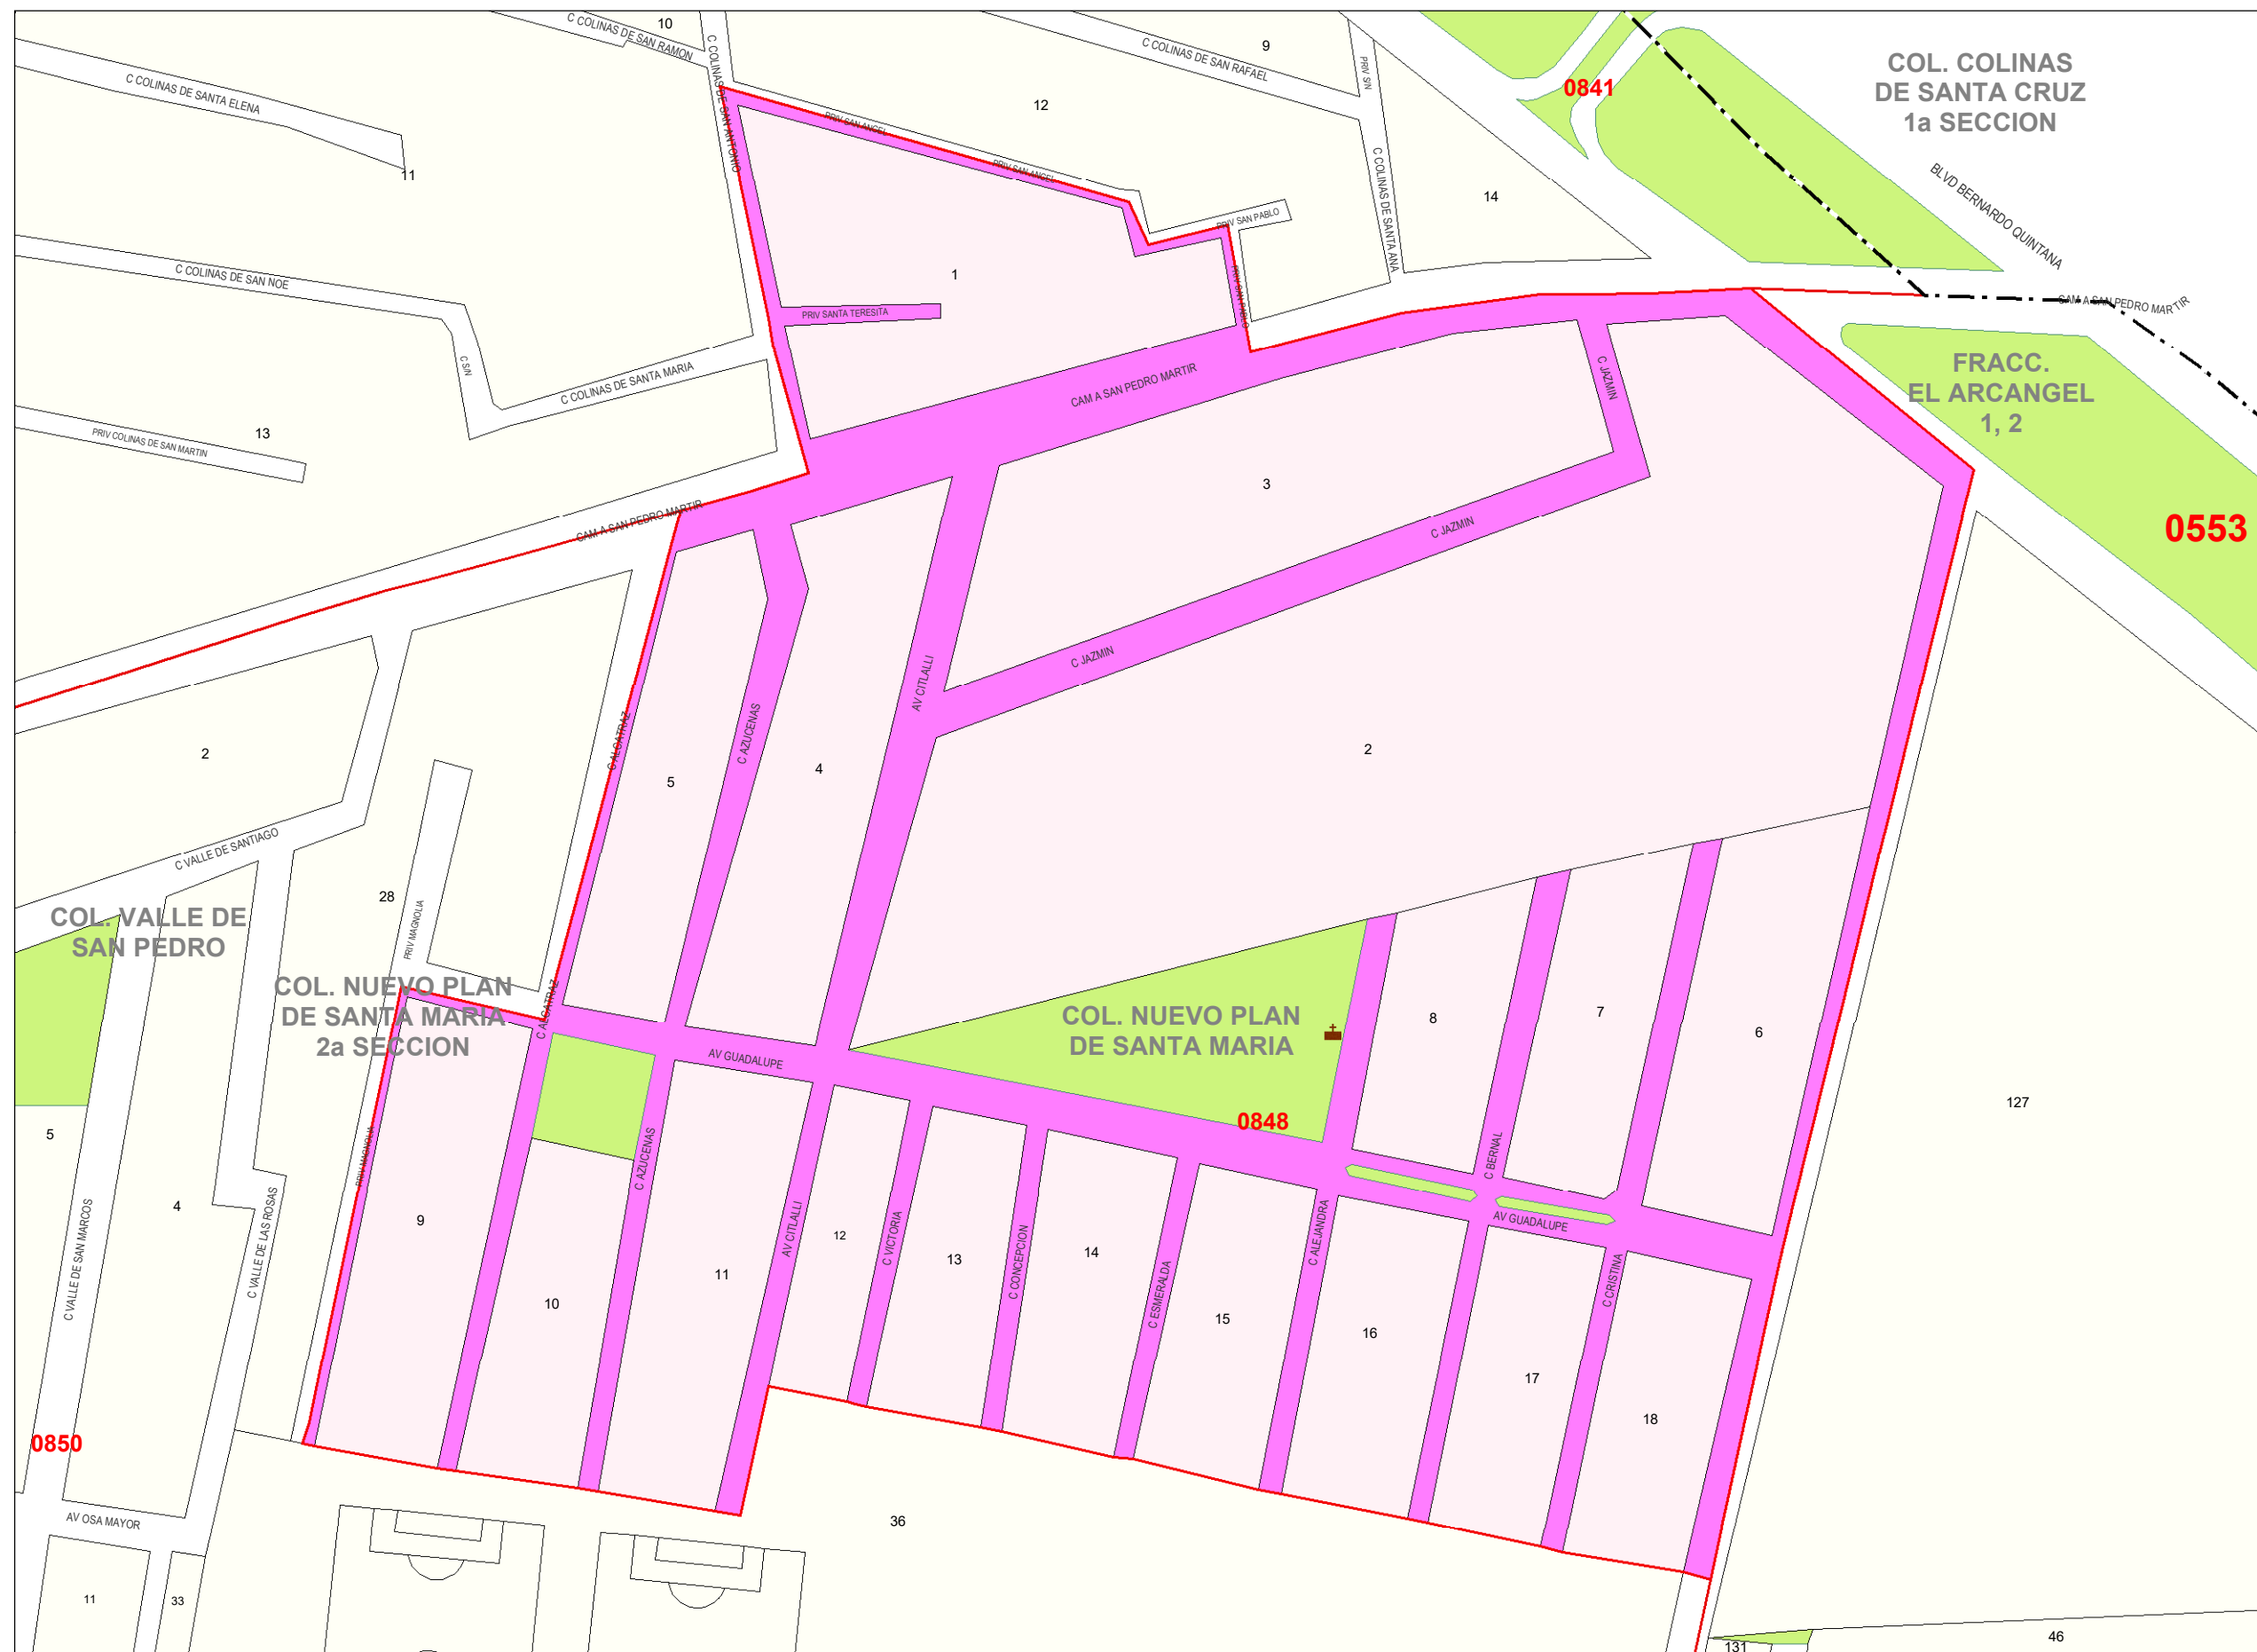 10
C COLINAS DE SAN RAMON
C COLINAS DE SAN ANTONIO
C COLINAS DE SAN RAFAEL
9
PRIV S/N
0841
COL. COLINAS
DE SANTA CRUZ
1a SECCION
C COLINAS DE SANTA ELENA
11
12
PRIV SAN ANGEL
PRIV SAN ANGEL
C COLINAS DE SANTA ANA
14
BLVD BERNARDO QUINTANA
PRIV SAN PABLO
PRIV SAN PABLO
C COLINAS DE SAN NOE
1
PRIV SANTA TERESITA
CAM A SAN PEDRO MARTIR
C S/N
C COLINAS DE SANTA MARIA
CAM A SAN PEDRO MARTIR
C JAZMIN
FRACC.
EL ARCANGEL
1, 2
13
PRIV COLINAS DE SAN MARTIN
3
CAM A SAN PEDRO MARTIR
C JAZMIN
0553
C JAZMIN
AV CITLALLI
C AZUCENAS
C ALCATRAZ
2
5
4
2
C VALLE DE SANTIAGO
28
PRIV MAGNOLIA
COL. VALLE DE
SAN PEDRO
COL. NUEVO PLAN
DE SANTA MARIA
2a SECCION
C ALCATRAZ
COL. NUEVO PLAN
DE SANTA MARIA
8
7
6
AV GUADALUPE
0848
127
5
PRIV MAGNOLIA
C AZUCENAS
C BERNAL
4
C VALLE DE SAN MARCOS
C VALLE DE LAS ROSAS
9
AV CITLALLI
12
C VICTORIA
13
C CONCEPCION
14
C ESMERALDA
C ALEJANDRA
AV GUADALUPE
C CRISTINA
10
11
15
16
17
18
0850
AV OSA MAYOR
36
11
33
131
46